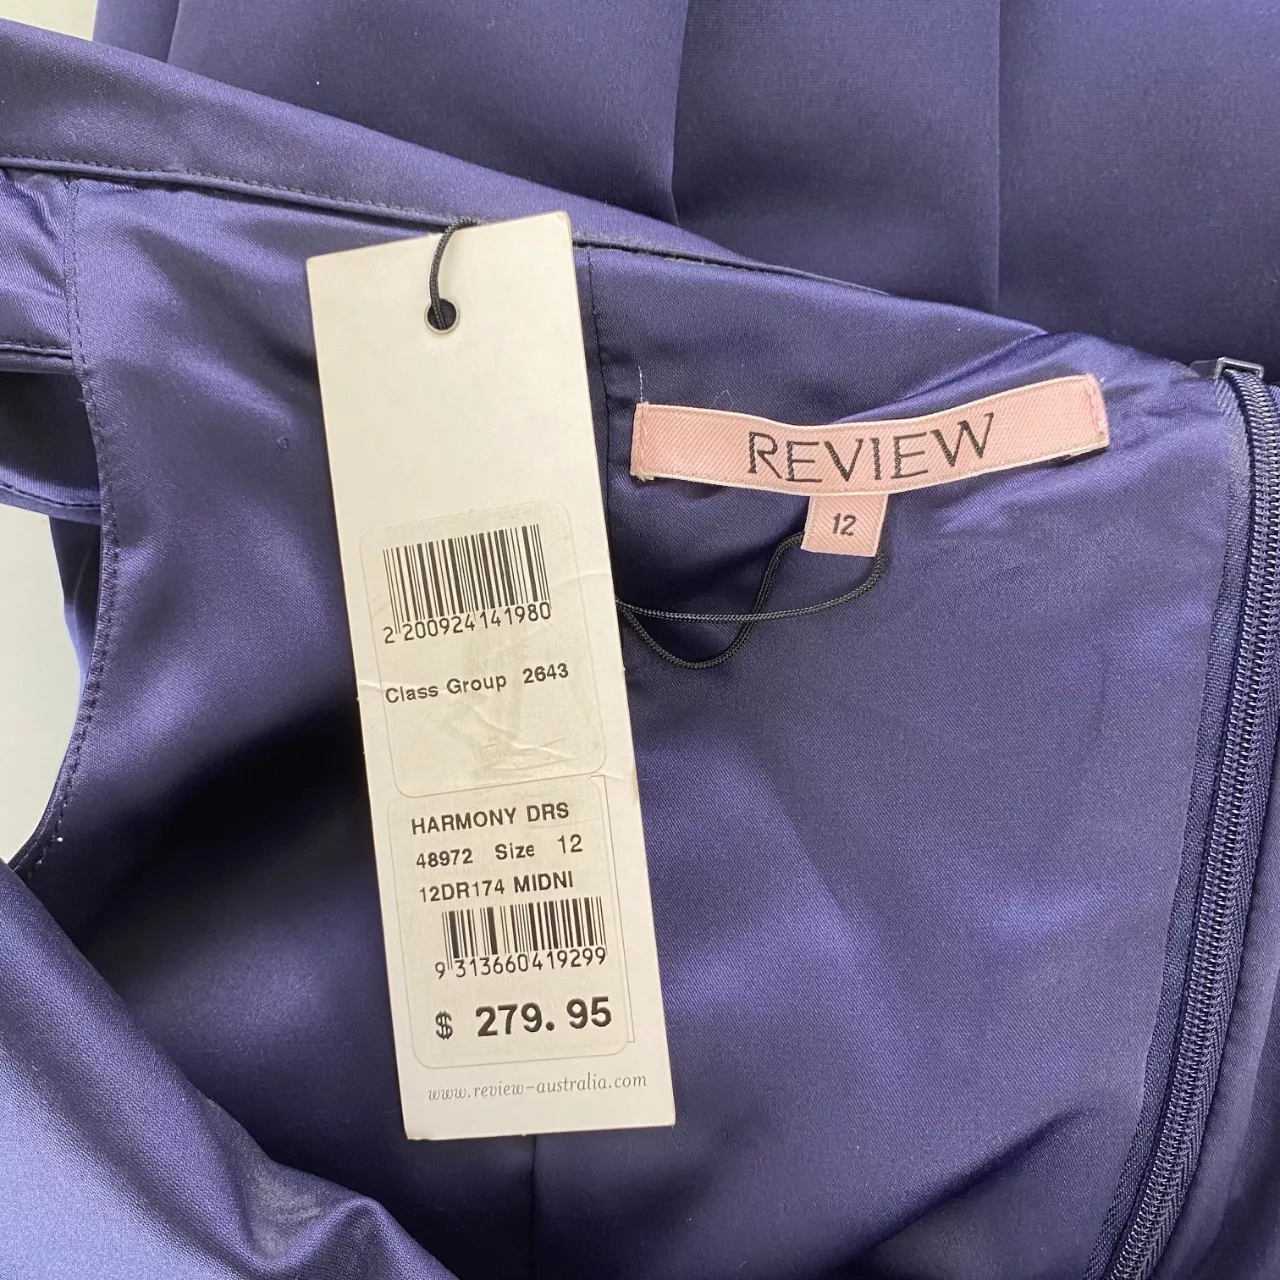 REVIEW
12
2 200924 141980
Class Group 2643
HARMONY DRS
48972 Size 12
12DR174 MIDNI
9 313660 419299
$ 279.95
www.review-australia.com